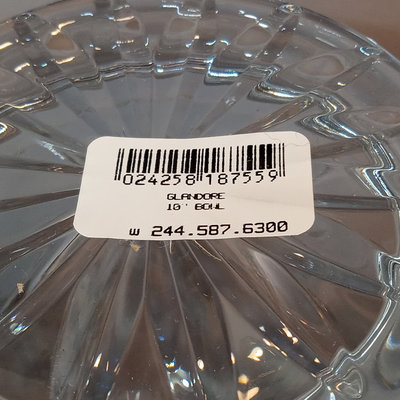 024258 187559
GLANDORE
10" BOWL
W 244.587.6300